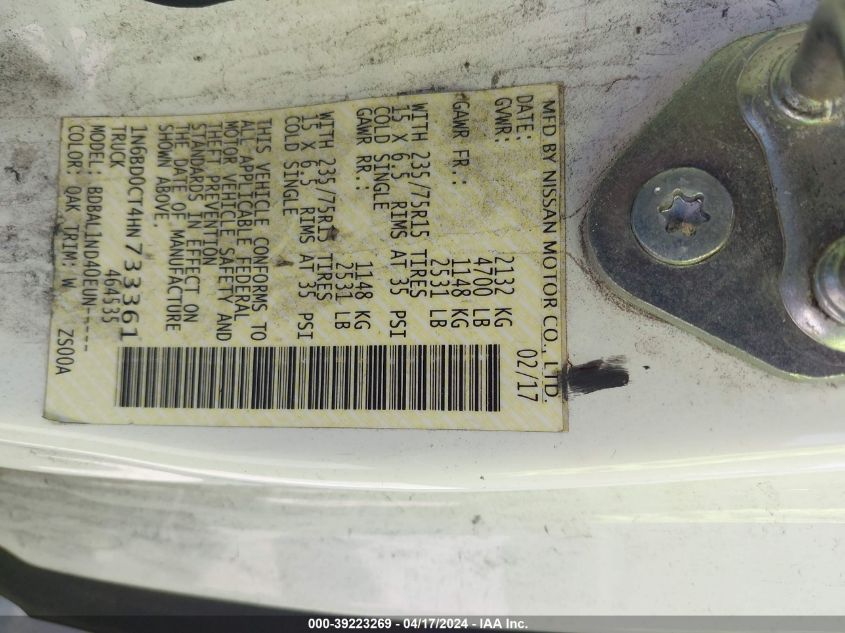 MFD BY NISSAN MOTOR CO., LTD.
DATE: 02/17
GVWR: 2132 KG
4700 LB
GAWR FR.: 1148 KG
2531 LB
WITH 235/75R15 TIRES
15 X 6.5 RIMS AT 35 PSI
COLD SINGLE
GAWR RR.: 1148 KG
2531 LB
WITH 235/75R15 TIRES
15 X 6.5 RIMS AT 35 PSI
COLD SINGLE
THIS VEHICLE CONFORMS TO
ALL APPLICABLE FEDERAL
MOTOR VEHICLE SAFETY AND
THEFT PREVENTION
STANDARDS IN EFFECT ON
THE DATE OF MANUFACTURE
SHOWN ABOVE.
1N6BD0CT4HN733361
TRUCK 464535
MODEL: BDBAL1ND40EUN-----
COLOR: QAK TRIM: W ZS00A
000-39223269 - 04/17/2024 - IAA Inc.